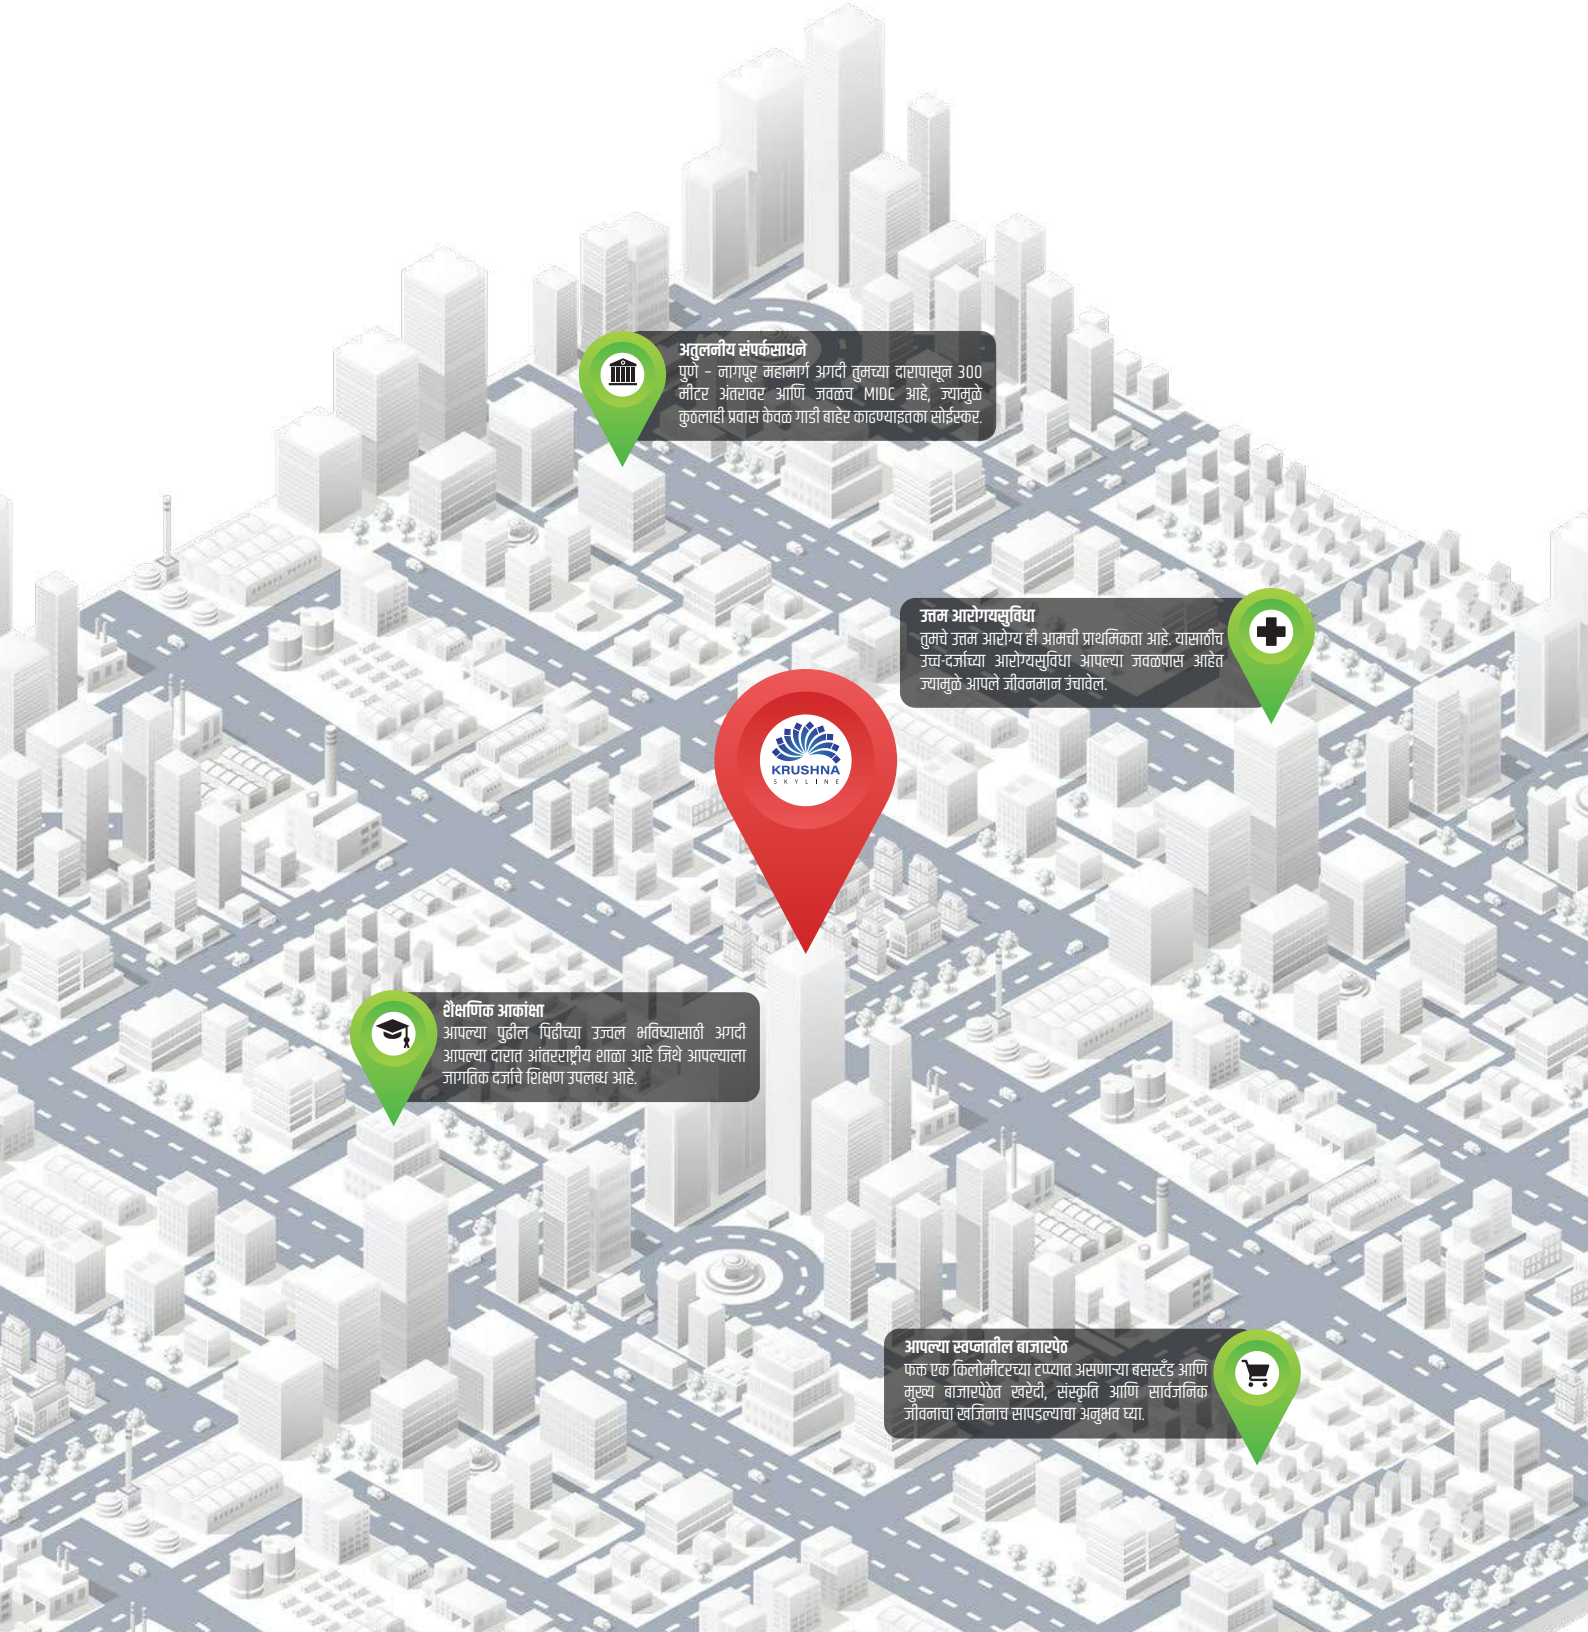 अतुलनीय संपर्कसाधने
पुणे – नागपूर महामार्ग अगदी तुमच्या दारापासून 300
मीटर अंतरावर आणि जवळच MIDC आहे, ज्यामुळे
कुठलाही प्रवास केवळ गाडी बाहेर काढण्याइतका सोईस्कर.
उत्तम आरोगयसुविधा
तुमचे उत्तम आरोग्य ही आमची प्राथमिकता आहे. यासाठीच
उच्च-दर्जाच्या आरोग्यसुविधा आपल्या जवळपास आहेत
ज्यामुळे आपले जीवनमान उंचावेल.
KRUSHNA
SKYLINE
शैक्षणिक आकांक्षा
आपल्या पुढील पिढीच्या उज्वल भविष्यासाठी अगदी
आपल्या दारात आंतरराष्ट्रीय शाळा आहे जिथे आपल्याला
जागतिक दर्जाचे शिक्षण उपलब्ध आहे.
आपल्या स्वप्नातील बाजारपेठ
फक्त एक किलोमीटरच्या टप्प्यात असणाऱ्या बसस्टँड आणि
मुख्य बाजारपेठेत खरेदी, संस्कृति आणि सार्वजनिक
जीवनाचा खजिनाच सापडल्याचा अनुभव घ्या.